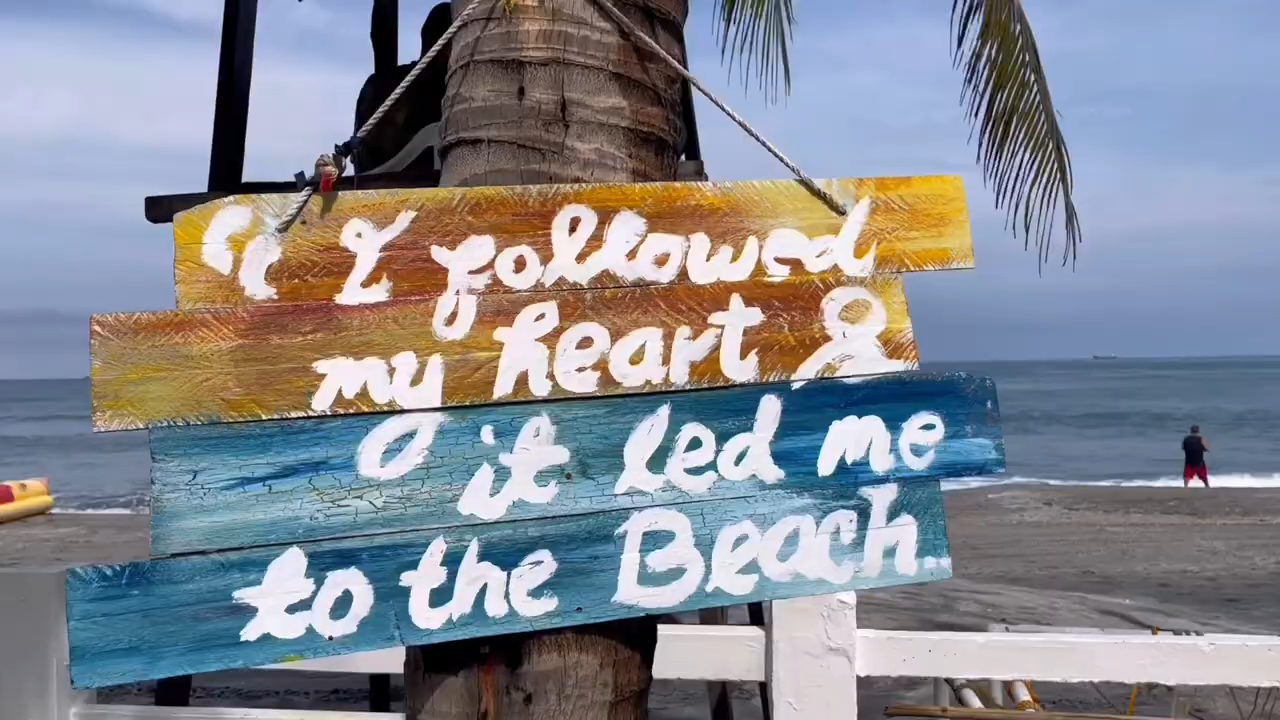 “I followed
my heart &
it led me
to the Beach.